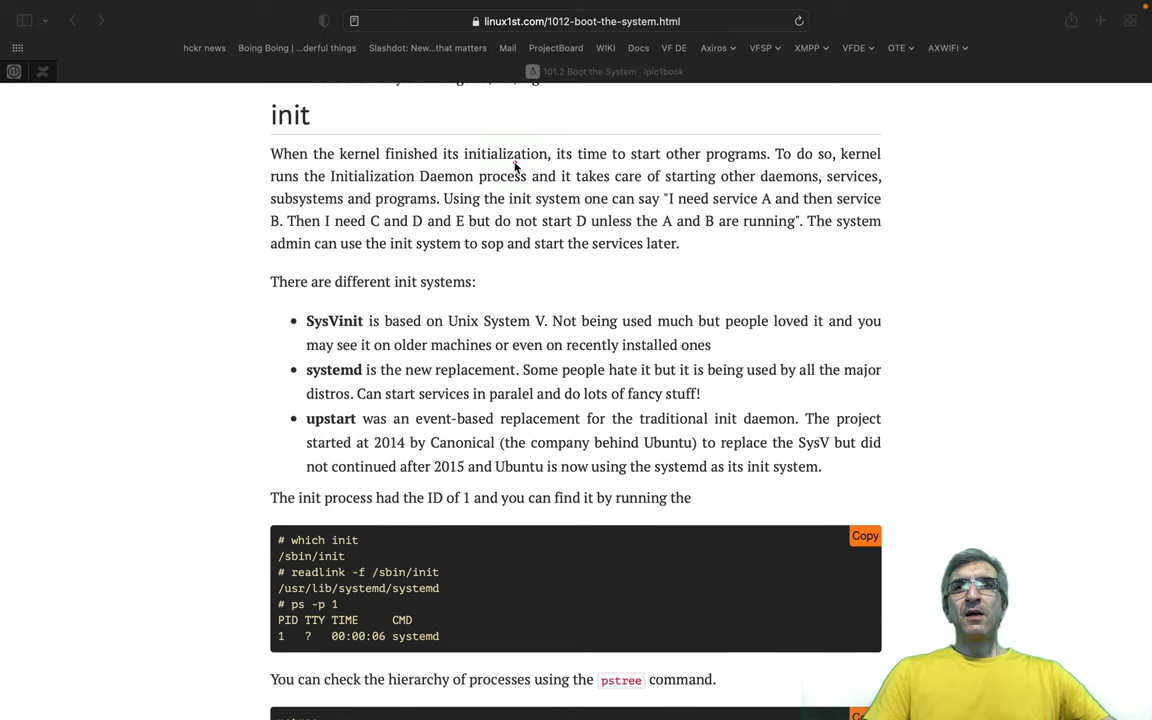 linux1st.com/1012-boot-the-system.html
hckr news Boing Boing | ...derful things Slashdot: New...that matters Mail ProjectBoard WIKI Docs VF DE Axiros VFSP XMPP VFDE OTE AXWIFI
101.2 Boot the System - lpic1book
init
When the kernel finished its initialization, its time to start other programs. To do so, kernel
runs the Initialization Daemon process and it takes care of starting other daemons, services,
subsystems and programs. Using the init system one can say "I need service A and then service
B. Then I need C and D and E but do not start D unless the A and B are running". The system
admin can use the init system to sop and start the services later.
There are different init systems:
• SysVinit is based on Unix System V. Not being used much but people loved it and you
may see it on older machines or even on recently installed ones
• systemd is the new replacement. Some people hate it but it is being used by all the major
distros. Can start services in paralel and do lots of fancy stuff!
• upstart was an event-based replacement for the traditional init daemon. The project
started at 2014 by Canonical (the company behind Ubuntu) to replace the SysV but did
not continued after 2015 and Ubuntu is now using the systemd as its init system.
The init process had the ID of 1 and you can find it by running the
Copy
# which init
/sbin/init
# readlink -f /sbin/init
/usr/lib/systemd/systemd
# ps -p 1
PID TTY TIME CMD
1 ? 00:00:06 systemd
You can check the hierarchy of processes using the pstree command.